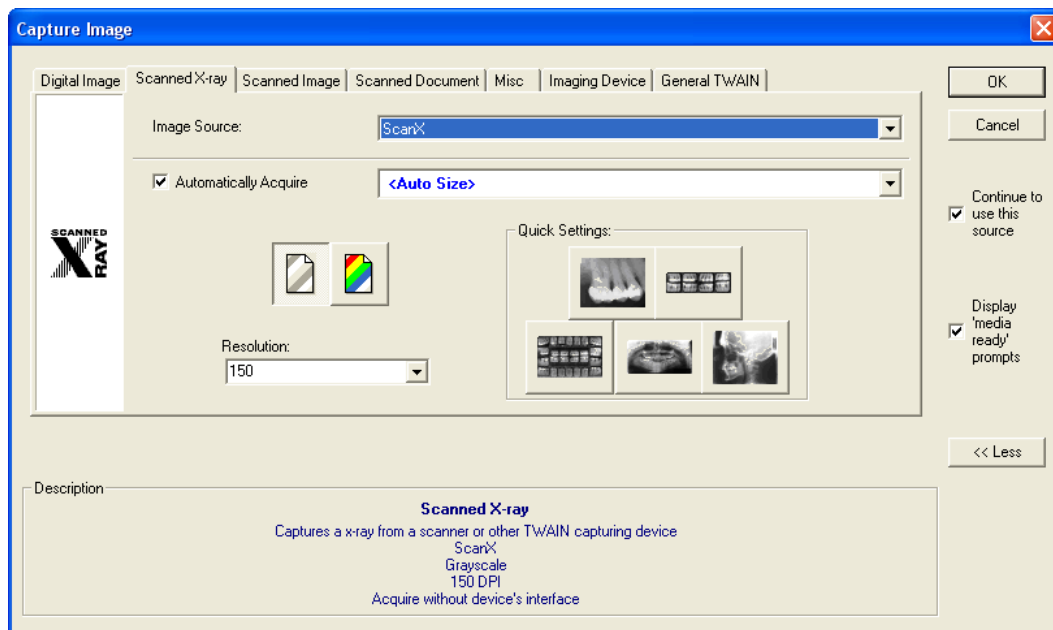 Capture Image
Digital Image
Scanned X-ray
Scanned Image
Scanned Document
Misc
Imaging Device
General TWAIN
OK
Cancel
Image Source:
ScanX
Automatically Acquire
<Auto Size>
SCANNED
X RAY
Quick Settings:
Resolution:
150
Continue to
use this
source
Display
'media
ready'
prompts
<< Less
Description
Scanned X-ray
Captures a x-ray from a scanner or other TWAIN capturing device
ScanX
Grayscale
150 DPI
Acquire without device's interface